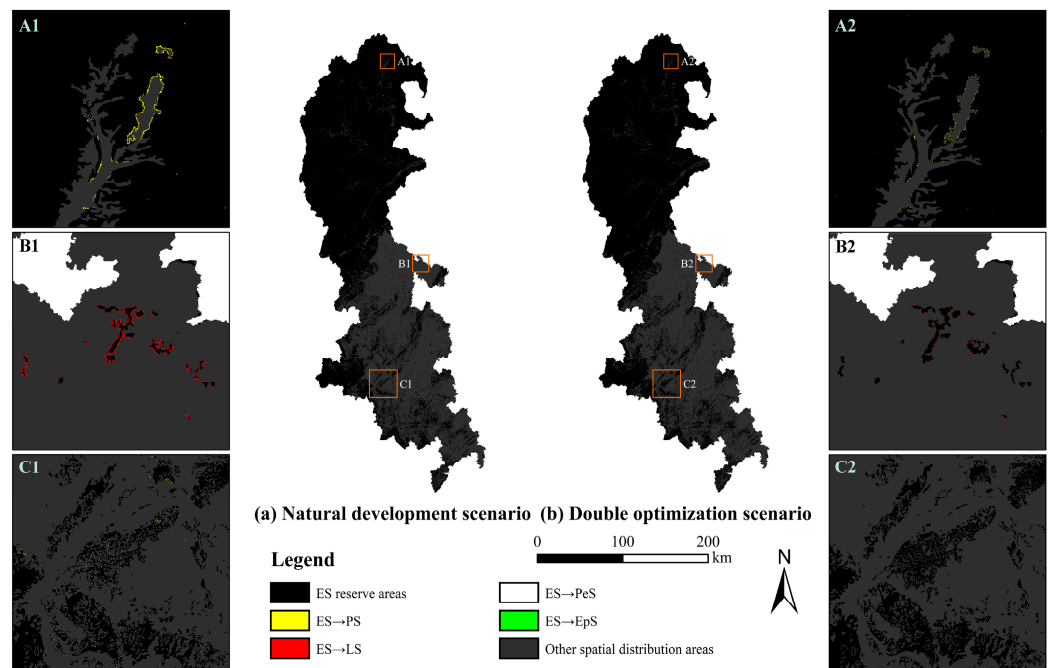 A1
A2
A1
A2
B1
B2
B1
B2
C1
C2
C1
C2
(a) Natural development scenario (b) Double optimization scenario
Legend
0 100 200
km
N
ES reserve areas
ES→PS
ES→LS
ES→PeS
ES→EpS
Other spatial distribution areas